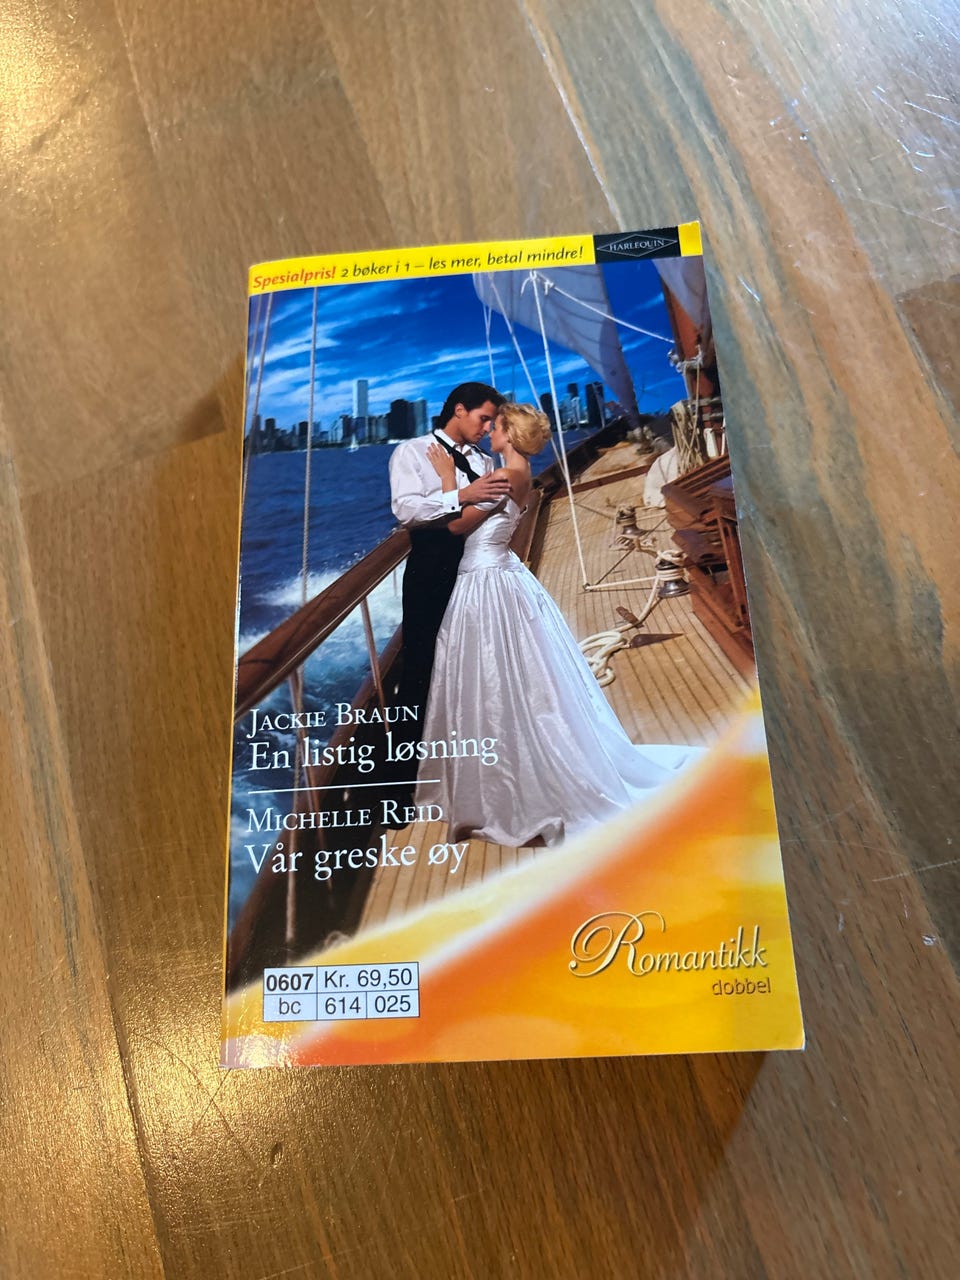 Spesialpris! 2 bøker i 1 – les mer, betal mindre!
HARLEQUIN
JACKIE BRAUN
En listig løsning
MICHELLE REID
Vår greske øy
Romantikk
dobbel
0607 Kr. 69,50
bc 614 025